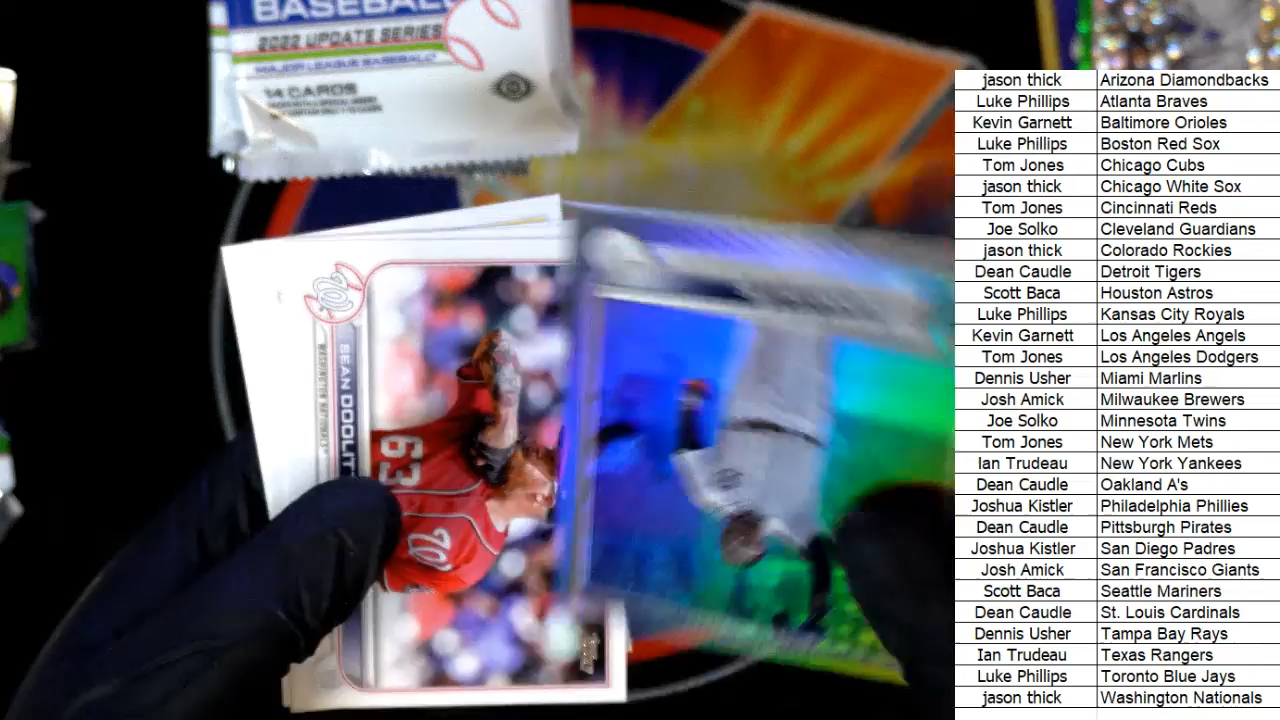 BASEBALL
2022 UPDATE SERIES
MAJOR LEAGUE BASEBALL
14 CARDS
SEAN DOOLIT
WASHINGTON NATIONALS
63
W
topps
jason thick Arizona Diamondbacks
Luke Phillips Atlanta Braves
Kevin Garnett Baltimore Orioles
Luke Phillips Boston Red Sox
Tom Jones Chicago Cubs
jason thick Chicago White Sox
Tom Jones Cincinnati Reds
Joe Solko Cleveland Guardians
jason thick Colorado Rockies
Dean Caudle Detroit Tigers
Scott Baca Houston Astros
Luke Phillips Kansas City Royals
Kevin Garnett Los Angeles Angels
Tom Jones Los Angeles Dodgers
Dennis Usher Miami Marlins
Josh Amick Milwaukee Brewers
Joe Solko Minnesota Twins
Tom Jones New York Mets
Ian Trudeau New York Yankees
Dean Caudle Oakland A's
Joshua Kistler Philadelphia Phillies
Dean Caudle Pittsburgh Pirates
Joshua Kistler San Diego Padres
Josh Amick San Francisco Giants
Scott Baca Seattle Mariners
Dean Caudle St. Louis Cardinals
Dennis Usher Tampa Bay Rays
Ian Trudeau Texas Rangers
Luke Phillips Toronto Blue Jays
jason thick Washington Nationals